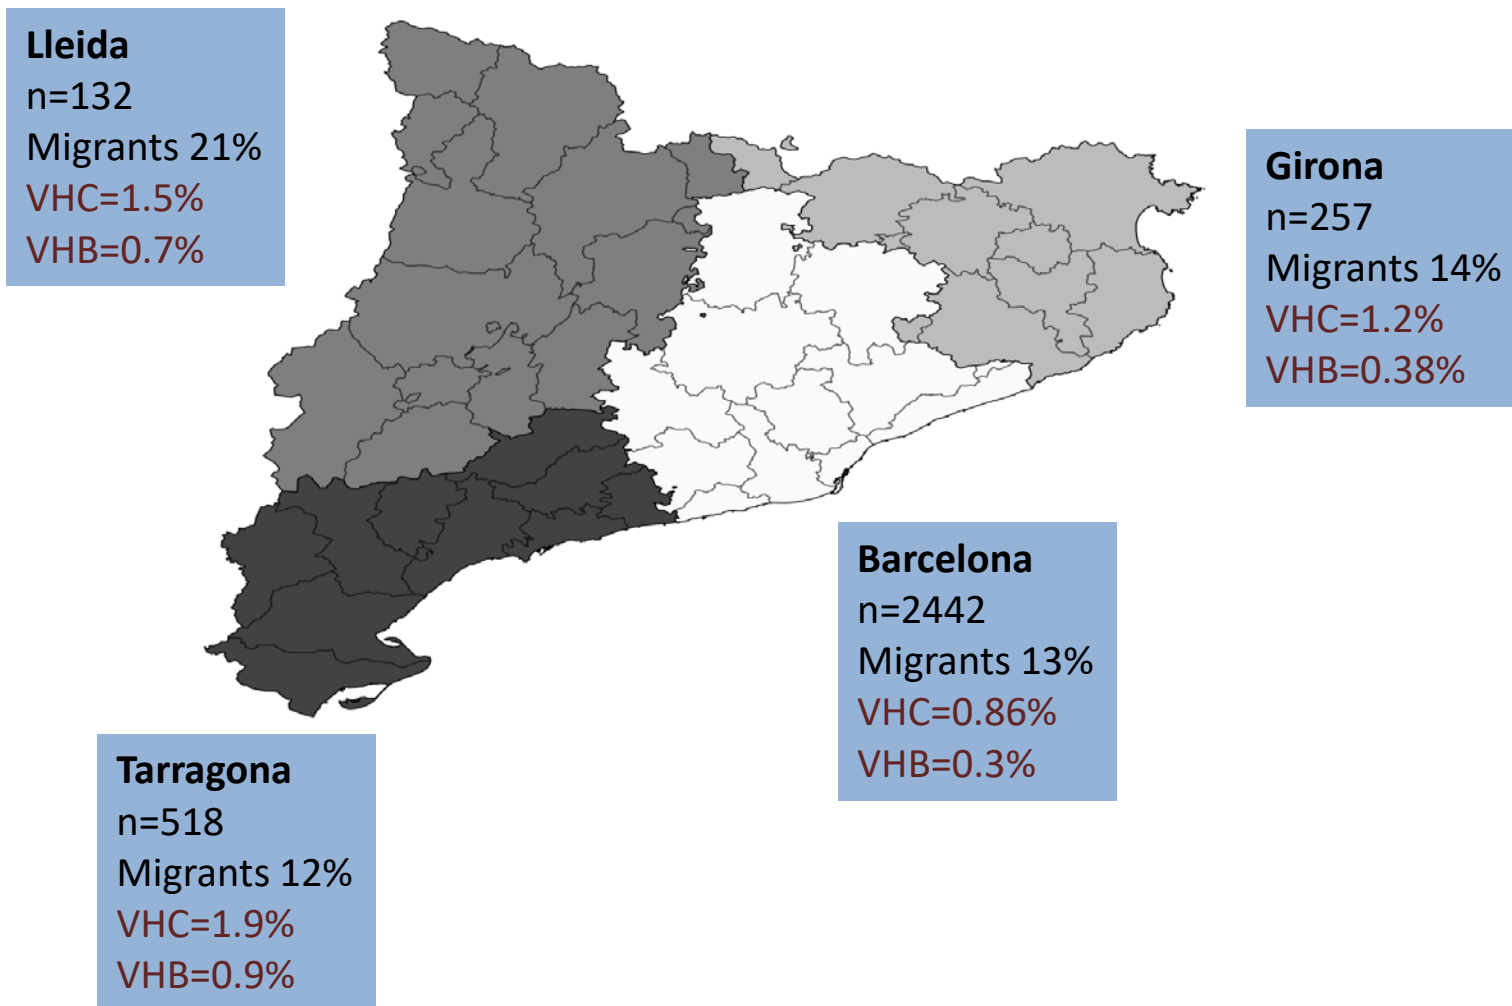 Lleida
n=132
Migrants 21%
VHC=1.5%
VHB=0.7%
Girona
n=257
Migrants 14%
VHC=1.2%
VHB=0.38%
Barcelona
n=2442
Migrants 13%
VHC=0.86%
VHB=0.3%
Tarragona
n=518
Migrants 12%
VHC=1.9%
VHB=0.9%